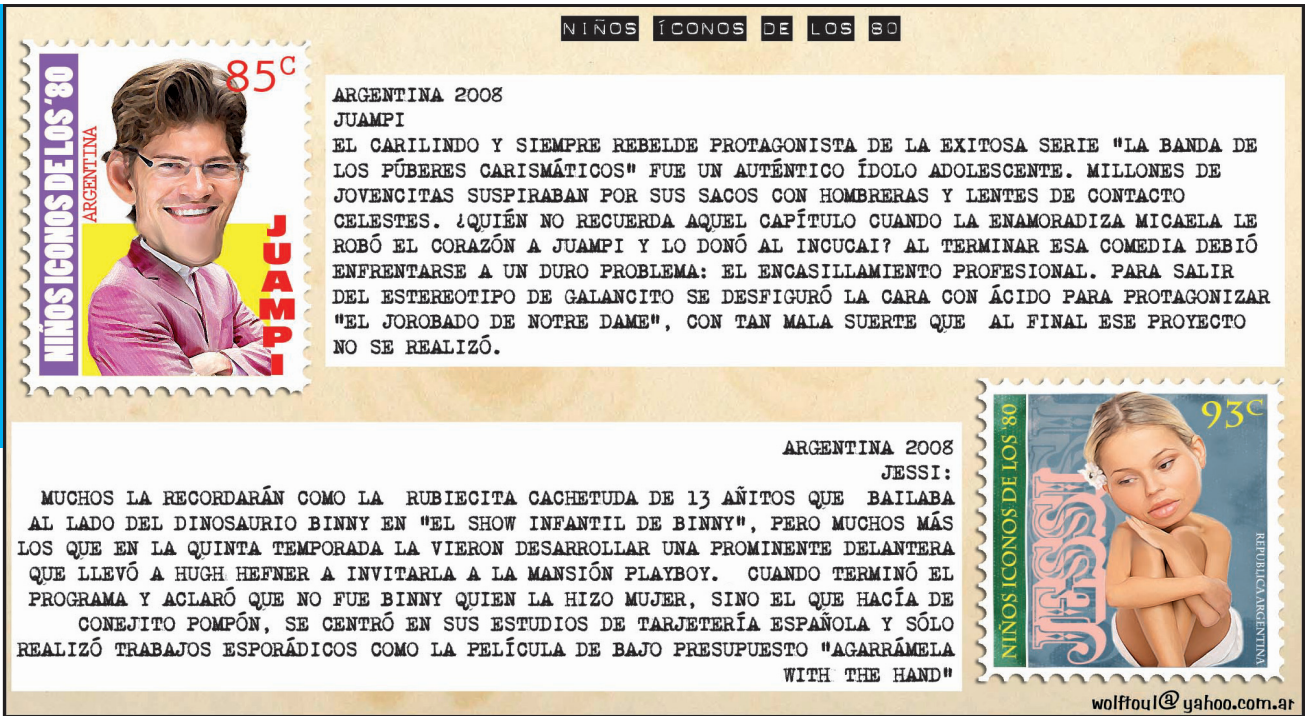 NIÑOS ÍCONOS DE LOS 80
85c
NIÑOS ICONOS DE LOS '80
ARGENTINA
JUAMPI
ARGENTINA 2008
JUAMPI
EL CARILINDO Y SIEMPRE REBELDE PROTAGONISTA DE LA EXITOSA SERIE "LA BANDA DE
LOS PÚBERES CARISMÁTICOS" FUE UN AUTÉNTICO ÍDOLO ADOLESCENTE. MILLONES DE
JOVENCITAS SUSPIRABAN POR SUS SACOS CON HOMBRERAS Y LENTES DE CONTACTO
CELESTES. ¿QUIÉN NO RECUERDA AQUEL CAPÍTULO CUANDO LA ENAMORADIZA MICAELA LE
ROBÓ EL CORAZÓN A JUAMPI Y LO DONÓ AL INCUCAI? AL TERMINAR ESA COMEDIA DEBIÓ
ENFRENTARSE A UN DURO PROBLEMA: EL ENCASILLAMIENTO PROFESIONAL. PARA SALIR
DEL ESTEREOTIPO DE GALANCITO SE DESFIGURÓ LA CARA CON ÁCIDO PARA PROTAGONIZAR
"EL JOROBADO DE NOTRE DAME", CON TAN MALA SUERTE QUE AL FINAL ESE PROYECTO
NO SE REALIZÓ.
ARGENTINA 2008
JESSI:
MUCHOS LA RECORDARÁN COMO LA RUBIECITA CACHETUDA DE 13 AÑITOS QUE BAILABA
AL LADO DEL DINOSAURIO BINNY EN "EL SHOW INFANTIL DE BINNY", PERO MUCHOS MÁS
LOS QUE EN LA QUINTA TEMPORADA LA VIERON DESARROLLAR UNA PROMINENTE DELANTERA
QUE LLEVÓ A HUGH HEFNER A INVITARLA A LA MANSIÓN PLAYBOY. CUANDO TERMINÓ EL
PROGRAMA Y ACLARÓ QUE NO FUE BINNY QUIEN LA HIZO MUJER, SINO EL QUE HACÍA DE
CONEJITO POMPÓN, SE CENTRÓ EN SUS ESTUDIOS DE TARJETERÍA ESPAÑOLA Y SÓLO
REALIZÓ TRABAJOS ESPORÁDICOS COMO LA PELÍCULA DE BAJO PRESUPUESTO "AGARRÁMELA
WITH THE HAND"
93c
NIÑOS ICONOS DE LOS '80
JESSI
REPUBLICA ARGENTINA
wolftoul@yahoo.com.ar